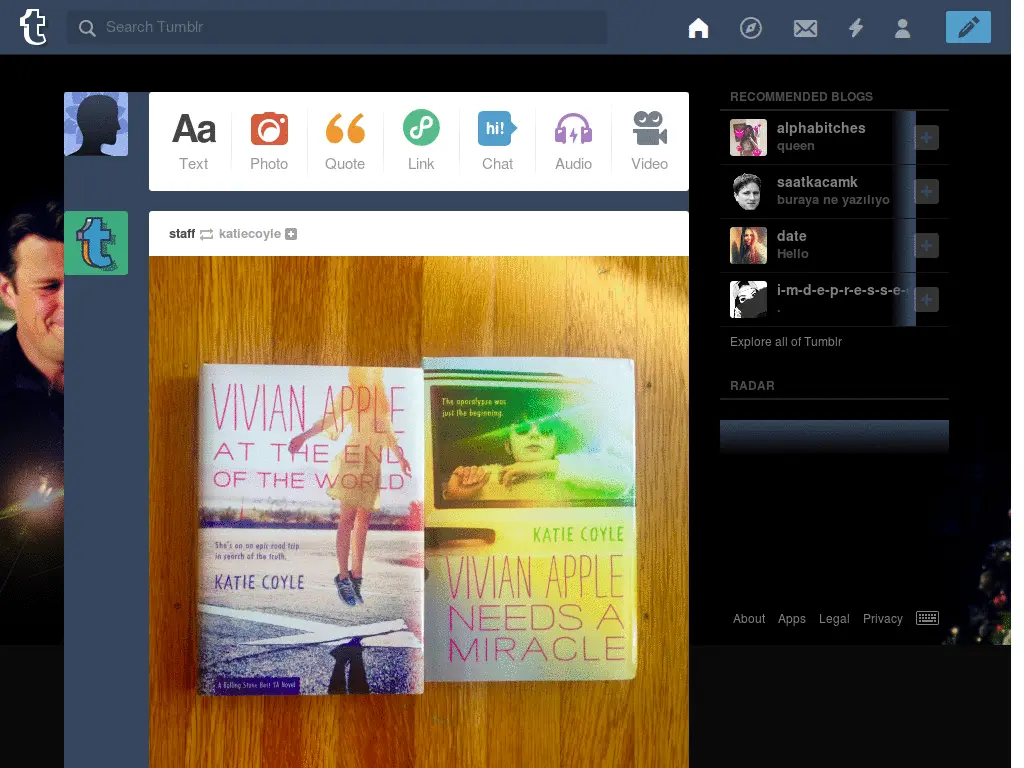 Search Tumblr
Aa
Text
Photo
Quote
Link
hi!
Chat
Audio
Video
staff katiecoyle
VIVIAN APPLE
AT THE END
OF THE WORLD
She's on an epic road trip
in search of the truth.
KATIE COYLE
A Rolling Stone Best YA Novel
The apocalypse was
just the beginning.
KATIE COYLE
VIVIAN APPLE
NEEDS A
MIRACLE
RECOMMENDED BLOGS
alphabitches
queen
saatkacamk
buraya ne yazılıyo
date
Hello
i-m-d-e-p-r-e-s-s-e-
.
Explore all of Tumblr
RADAR
About Apps Legal Privacy